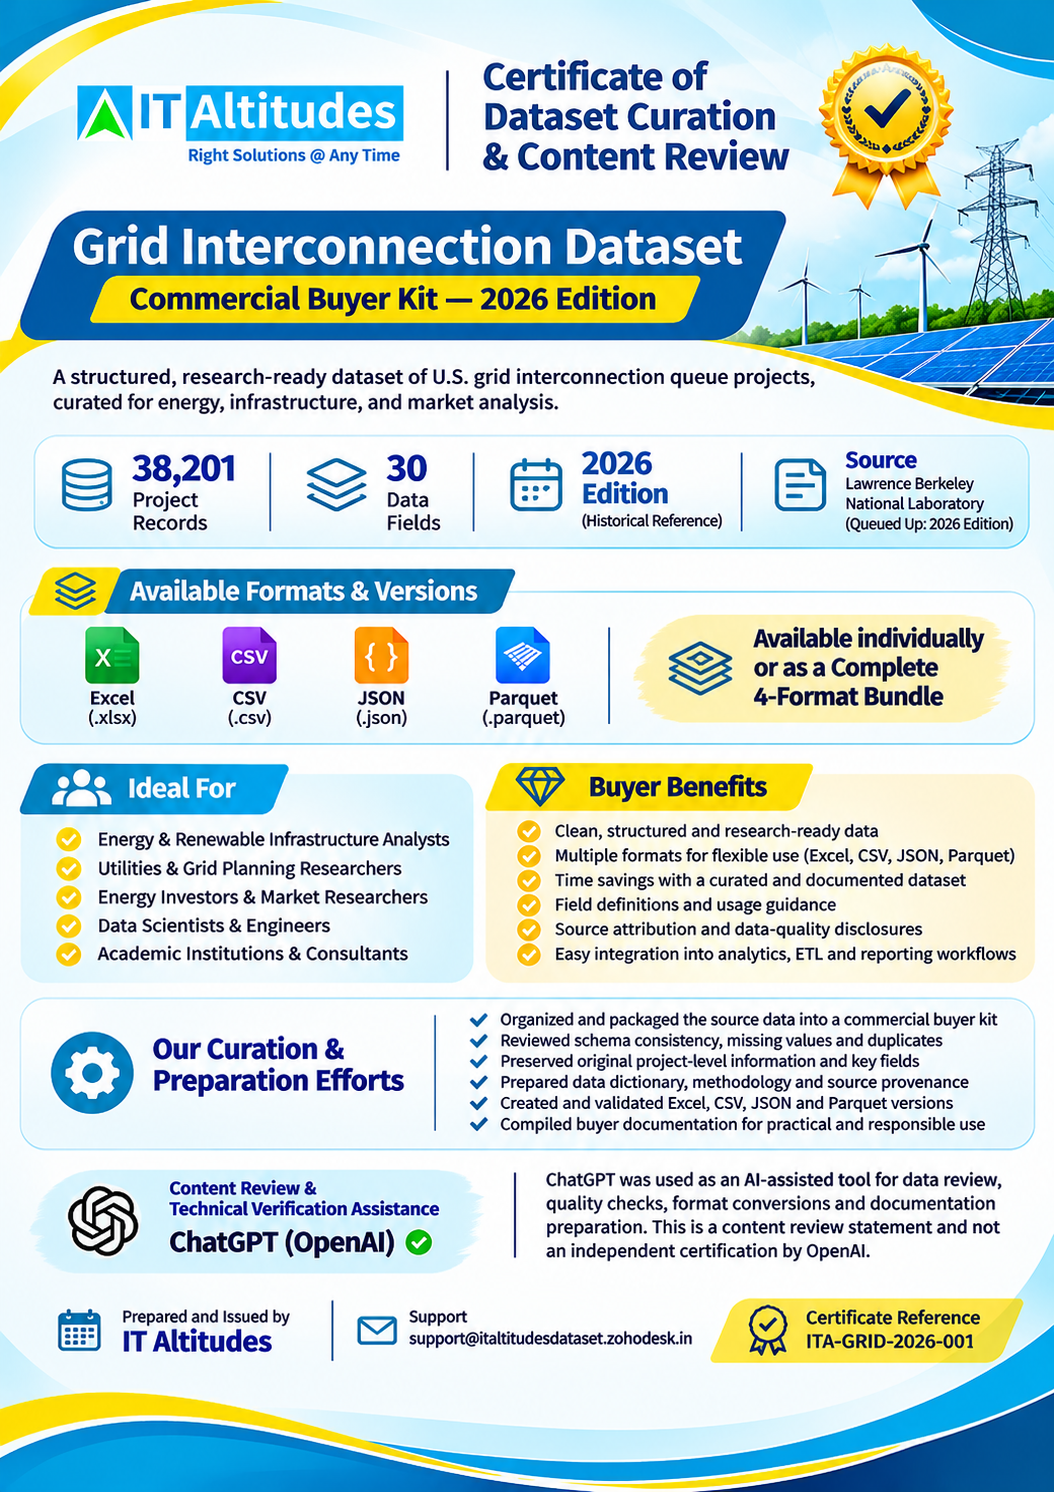 IT Altitudes
Right Solutions @ Any Time
Certificate of
Dataset Curation
& Content Review
Grid Interconnection Dataset
Commercial Buyer Kit — 2026 Edition
A structured, research-ready dataset of U.S. grid interconnection queue projects,
curated for energy, infrastructure, and market analysis.
38,201
Project
Records
30
Data
Fields
2026
Edition
(Historical Reference)
Source
Lawrence Berkeley
National Laboratory
(Queued Up: 2026 Edition)
Available Formats & Versions
X
Excel
(.xlsx)
CSV
CSV
(.csv)
{ }
JSON
(.json)
Parquet
(.parquet)
Available individually
or as a Complete
4-Format Bundle
Ideal For
Energy & Renewable Infrastructure Analysts
Utilities & Grid Planning Researchers
Energy Investors & Market Researchers
Data Scientists & Engineers
Academic Institutions & Consultants
Buyer Benefits
Clean, structured and research-ready data
Multiple formats for flexible use (Excel, CSV, JSON, Parquet)
Time savings with a curated and documented dataset
Field definitions and usage guidance
Source attribution and data-quality disclosures
Easy integration into analytics, ETL and reporting workflows
Our Curation &
Preparation Efforts
Organized and packaged the source data into a commercial buyer kit
Reviewed schema consistency, missing values and duplicates
Preserved original project-level information and key fields
Prepared data dictionary, methodology and source provenance
Created and validated Excel, CSV, JSON and Parquet versions
Compiled buyer documentation for practical and responsible use
Content Review &
Technical Verification Assistance
ChatGPT (OpenAI)
ChatGPT was used as an AI-assisted tool for data review,
quality checks, format conversions and documentation
preparation. This is a content review statement and not
an independent certification by OpenAI.
Prepared and Issued by
IT Altitudes
Support
support@italtitudesdataset.zohodesk.in
Certificate Reference
ITA-GRID-2026-001